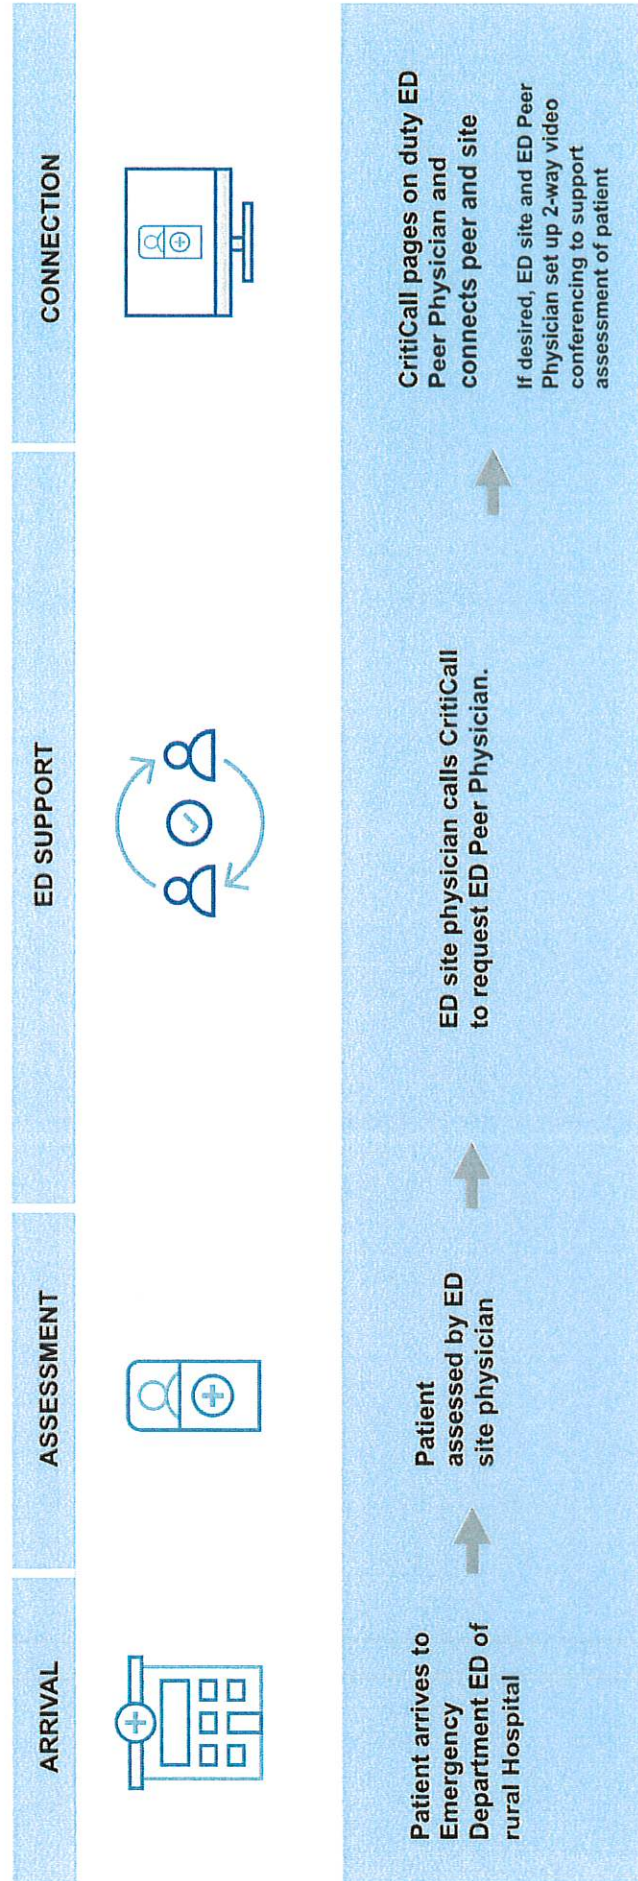 ARRIVAL
ASSESSMENT
ED SUPPORT
CONNECTION
Patient arrives to
Emergency
Department ED of
rural Hospital
Patient
assessed by ED
site physician
ED site physician calls CritiCall
to request ED Peer Physician.
CritiCall pages on duty ED
Peer Physician and
connects peer and site
If desired, ED site and ED Peer
Physician set up 2-way video
conferencing to support
assessment of patient